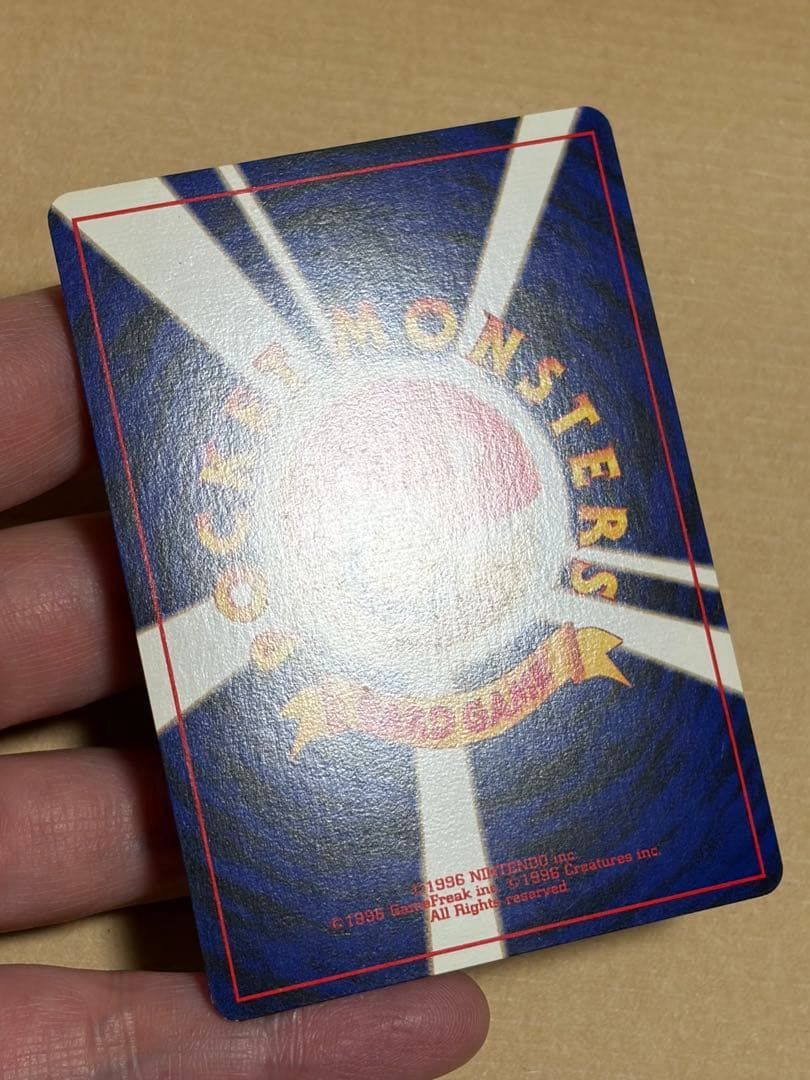 POCKET MONSTERS
CARD GAME
©1996 NINTENDO inc.
©1996 GameFreak inc. ©1996 Creatures inc.
All Rights reserved.